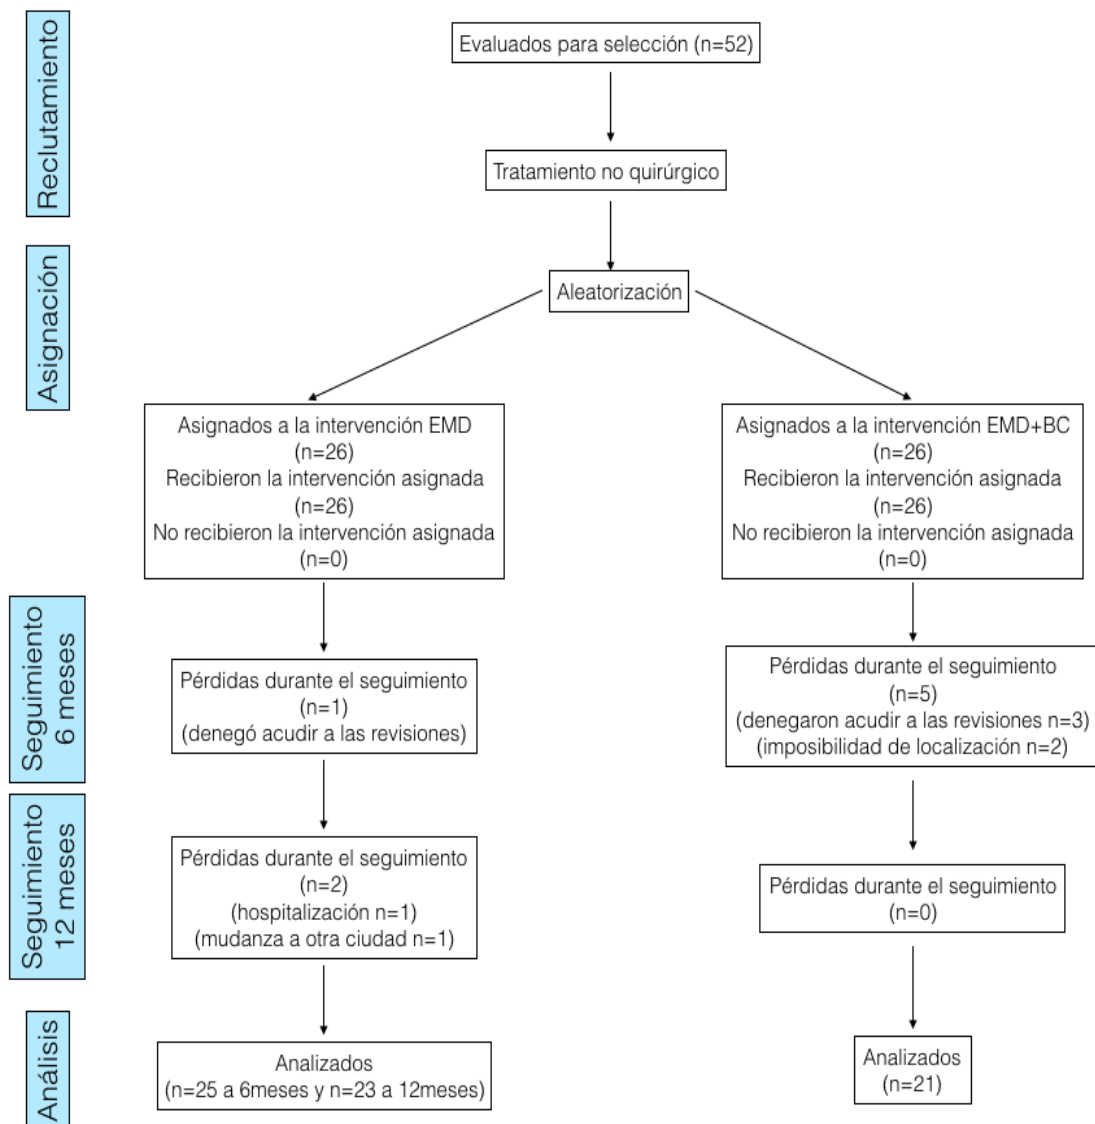 Reclutamiento
Evaluados para selección (n=52)
Tratamiento no quirúrgico
Asignación
Aleatorización
Asignados a la intervención EMD
(n=26)
Recibieron la intervención asignada
(n=26)
No recibieron la intervención asignada
(n=0)
Asignados a la intervención EMD+BC
(n=26)
Recibieron la intervención asignada
(n=26)
No recibieron la intervención asignada
(n=0)
Seguimiento
6 meses
Pérdidas durante el seguimiento
(n=1)
(denegó acudir a las revisiones)
Pérdidas durante el seguimiento
(n=5)
(denegaron acudir a las revisiones n=3)
(imposibilidad de localización n=2)
Seguimiento
12 meses
Pérdidas durante el seguimiento
(n=2)
(hospitalización n=1)
(mudanza a otra ciudad n=1)
Pérdidas durante el seguimiento
(n=0)
Análisis
Analizados
(n=25 a 6meses y n=23 a 12meses)
Analizados
(n=21)